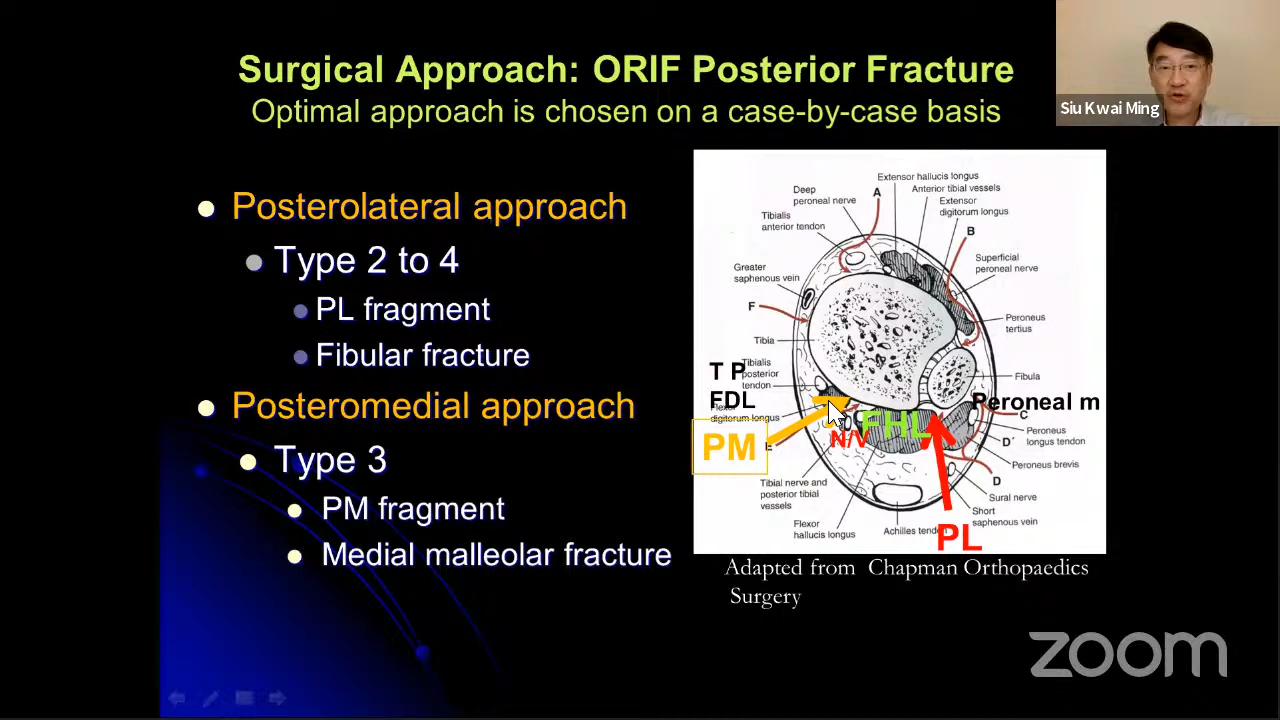 Surgical Approach: ORIF Posterior Fracture
Optimal approach is chosen on a case-by-case basis
Siu Kwai Ming
Posterolateral approach
Type 2 to 4
PL fragment
Fibular fracture
Posteromedial approach
Type 3
PM fragment
Medial malleolar fracture
Extensor hallucis longus
Anterior tibial vessels
Extensor
digitorum longus
Deep
peroneal nerve
A
Tibialis
anterior tendon
B
Superficial
peroneal nerve
Greater
saphenous vein
F
Peroneus
tertius
Tibia
Tibialis
posterior
tendon
T P
FDL
Flexor
digitorum longus
Fibula
Peroneal m
C
PM
E
N/V
FHL
D'
Peroneus
longus tendon
Peroneus brevis
D
Tibial nerve and
posterior tibial
vessels
Sural nerve
Short
saphenous vein
Flexor
hallucis longus
Achilles tendon
PL
Adapted from Chapman Orthopaedics
Surgery
zoom